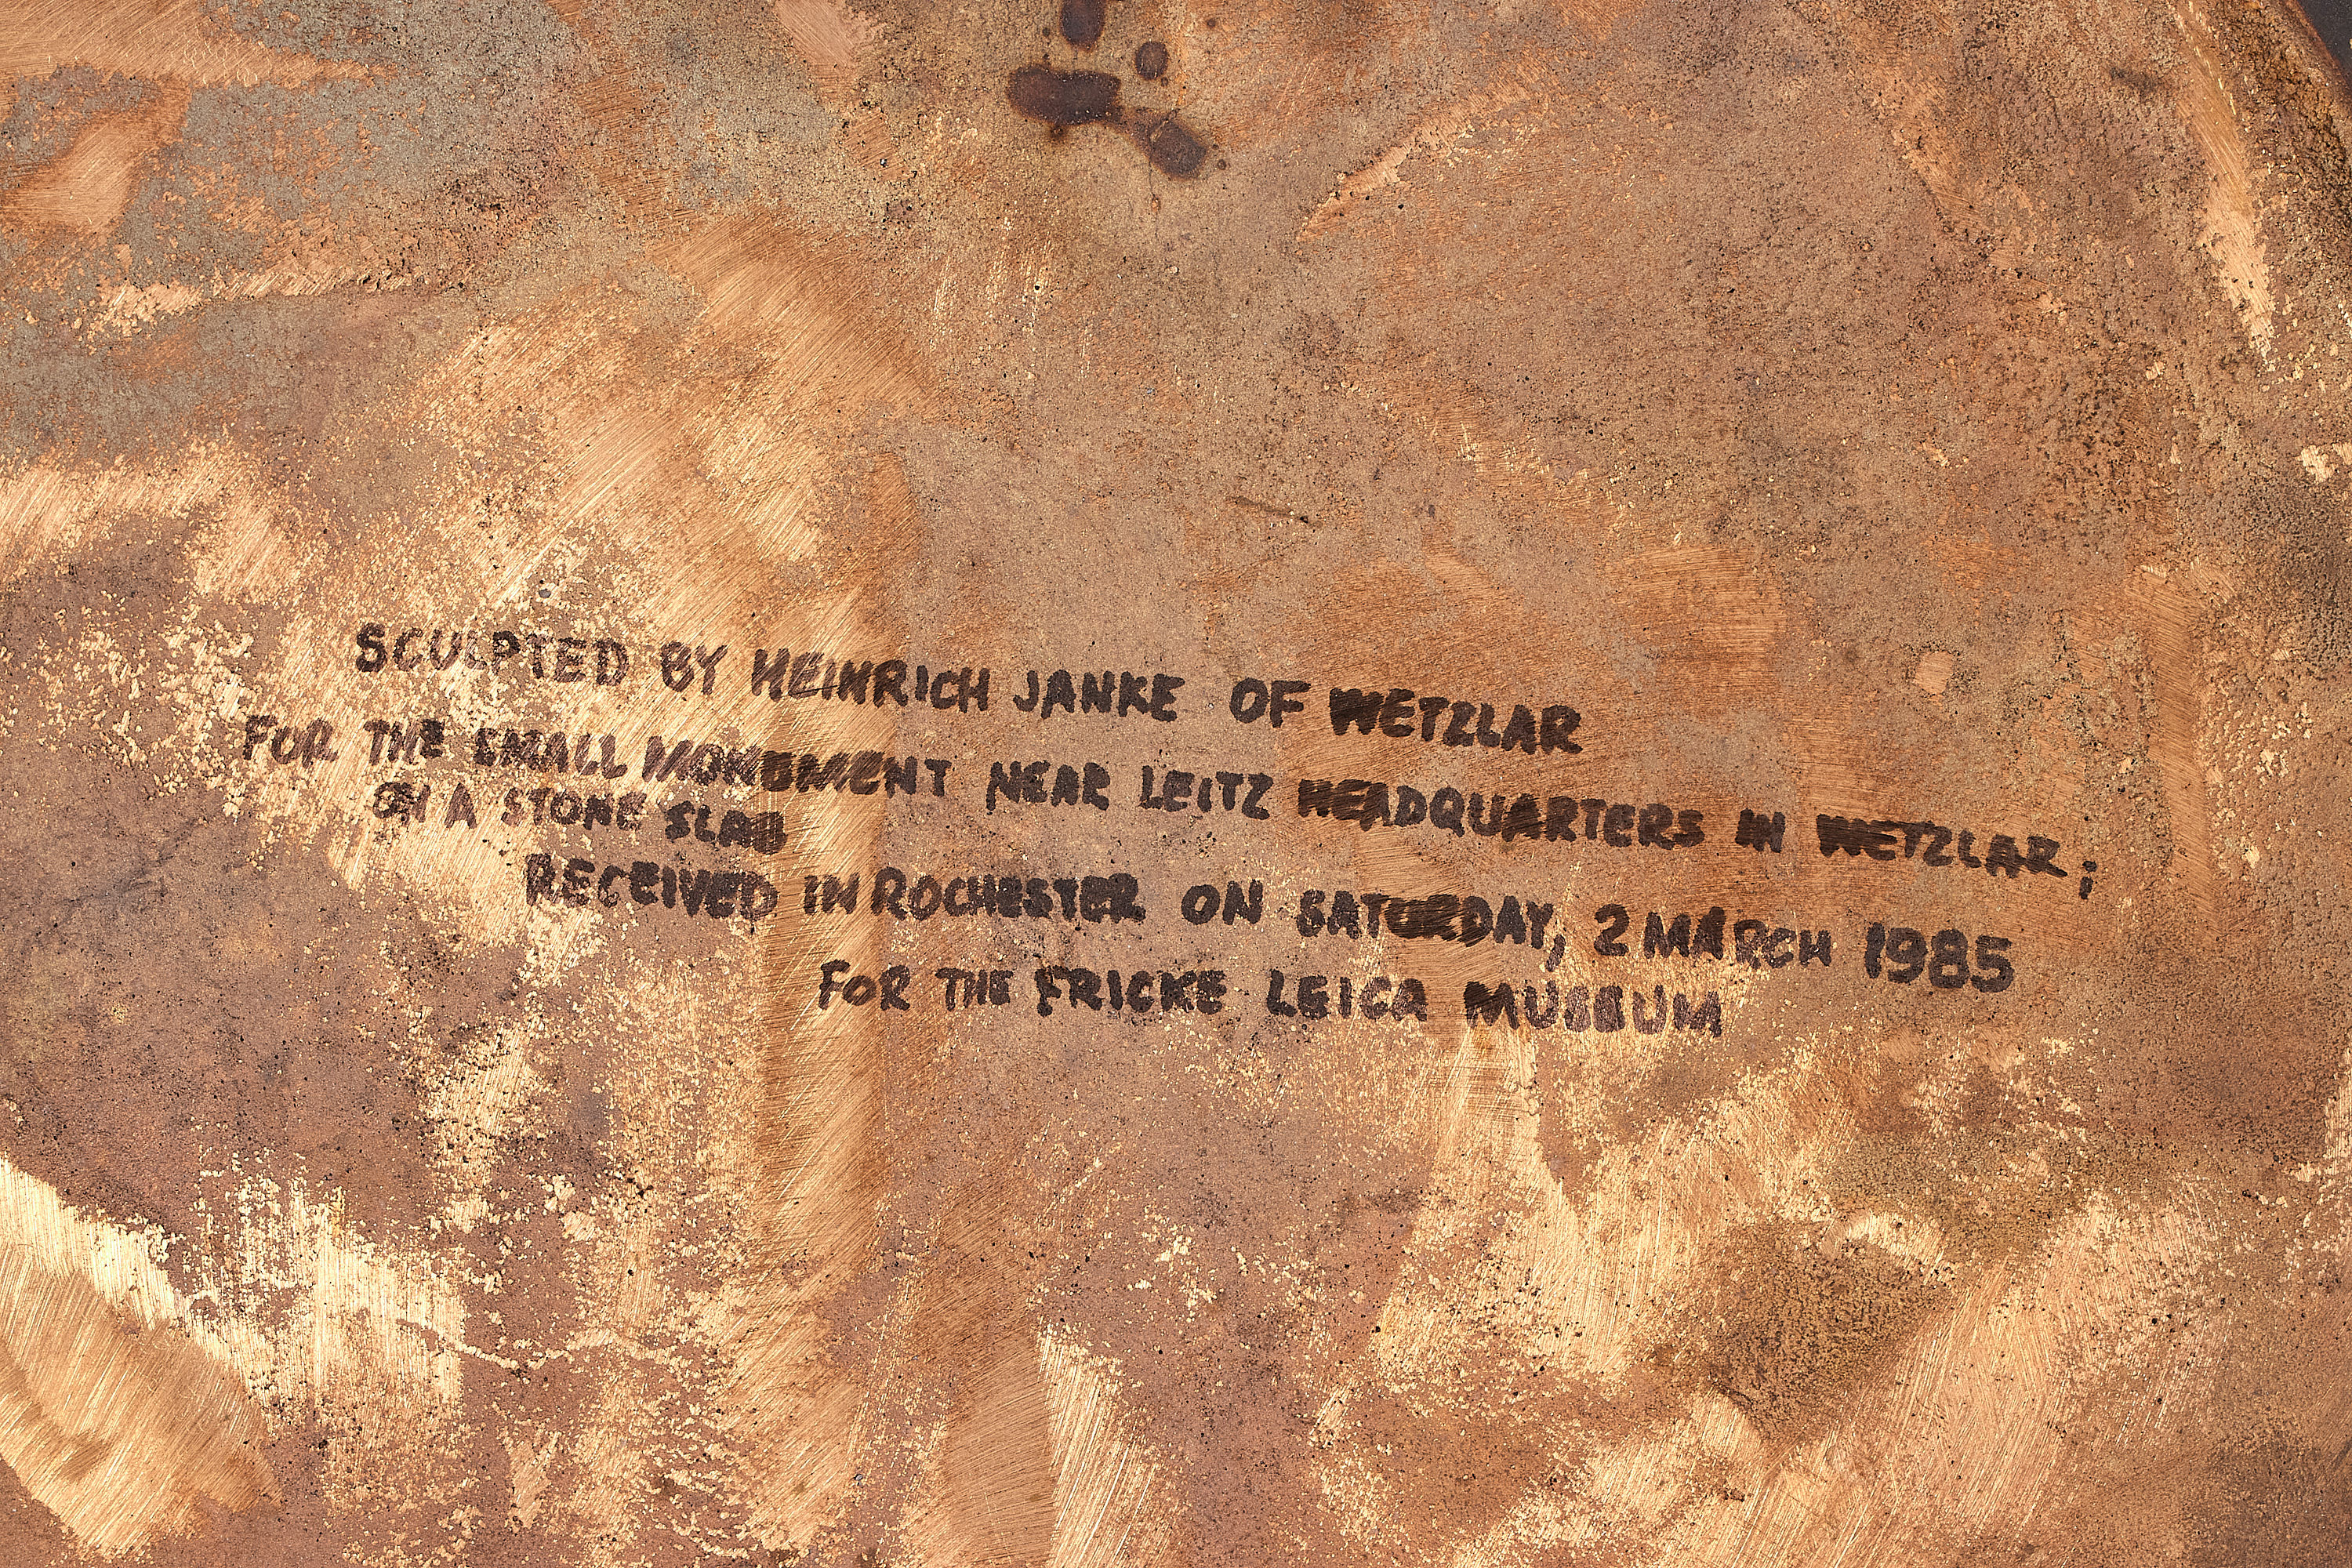 SCULPTED BY HEINRICH JANKE OF WETZLAR
FOR THE SMALL MONUMENT NEAR LEITZ HEADQUARTERS IN WETZLAR;
ON A STONE SLAB
RECEIVED IN ROCHESTER ON SATURDAY, 2 MARCH 1985
FOR THE FRICKE LEICA MUSEUM